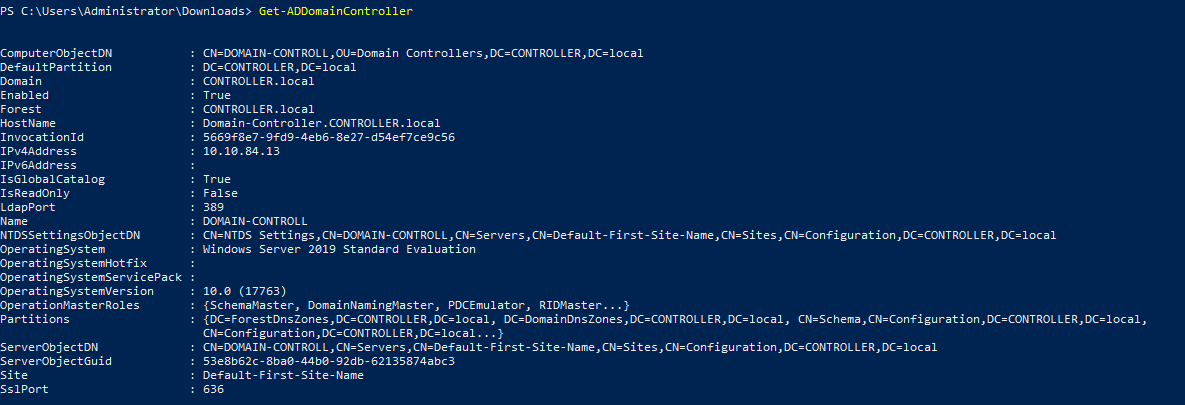 PS C:\Users\Administrator\Downloads> Get-ADDomainController
ComputerObjectDN : CN=DOMAIN-CONTROLL,OU=Domain Controllers,DC=CONTROLLER,DC=local
DefaultPartition : DC=CONTROLLER,DC=local
Domain : CONTROLLER.local
Enabled : True
Forest : CONTROLLER.local
HostName : Domain-Controller.CONTROLLER.local
InvocationId : 5669f8e7-9fd9-4eb6-8e27-d54ef7ce9c56
IPv4Address : 10.10.84.13
IPv6Address :
IsGlobalCatalog : True
IsReadOnly : False
LdapPort : 389
Name : DOMAIN-CONTROLL
NTDSSettingsObjectDN : CN=NTDS Settings,CN=DOMAIN-CONTROLL,CN=Servers,CN=Default-First-Site-Name,CN=Sites,CN=Configuration,DC=CONTROLLER,DC=local
OperatingSystem : Windows Server 2019 Standard Evaluation
OperatingSystemHotfix :
OperatingSystemServicePack :
OperatingSystemVersion : 10.0 (17763)
OperationMasterRoles : {SchemaMaster, DomainNamingMaster, PDCEmulator, RIDMaster...}
Partitions : {DC=ForestDnsZones,DC=CONTROLLER,DC=local, DC=DomainDnsZones,DC=CONTROLLER,DC=local, CN=Schema,CN=Configuration,DC=CONTROLLER,DC=local,
CN=Configuration,DC=CONTROLLER,DC=local...}
ServerObjectDN : CN=DOMAIN-CONTROLL,CN=Servers,CN=Default-First-Site-Name,CN=Sites,CN=Configuration,DC=CONTROLLER,DC=local
ServerObjectGuid : 53e8b62c-8ba0-44b0-92db-62135874abc3
Site : Default-First-Site-Name
SslPort : 636